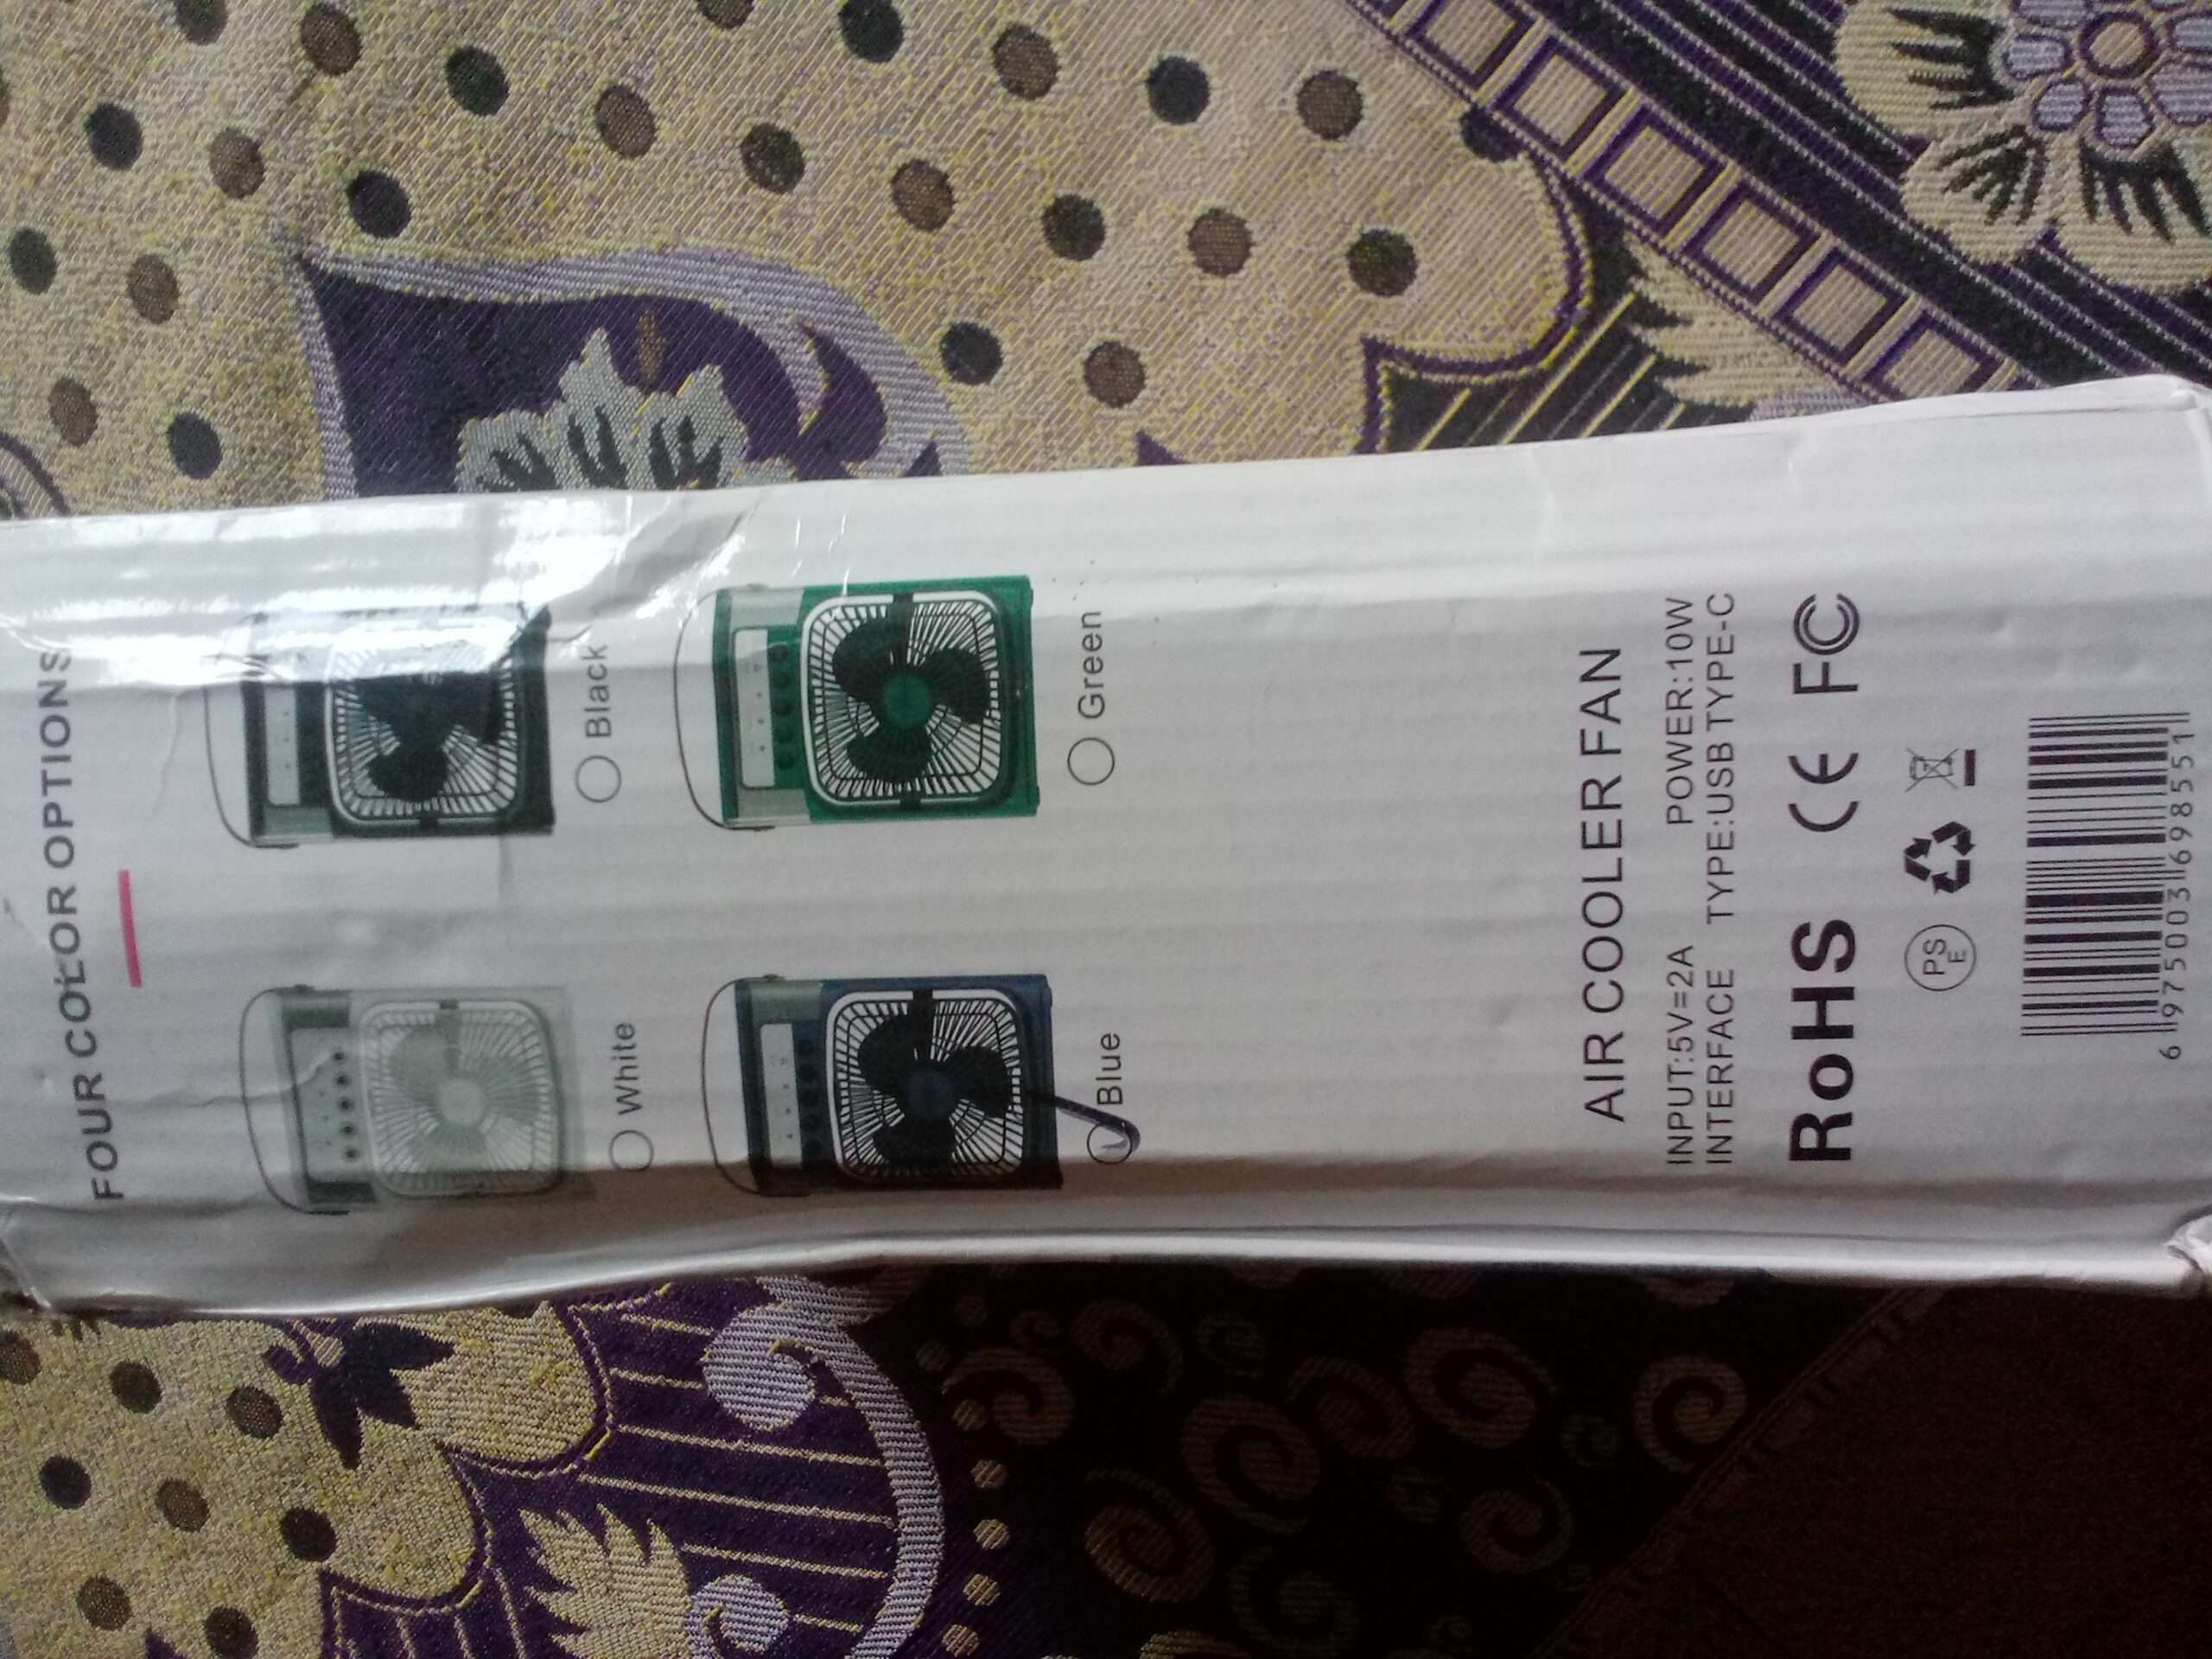 FOUR COLOR OPTIONS
White
Black
Blue
Green
AIR COOLER FAN
INPUT:5V=2A POWER:10W
INTERFACE TYPE:USB TYPE-C
RoHS CE FC
PSE
6 975003 698551